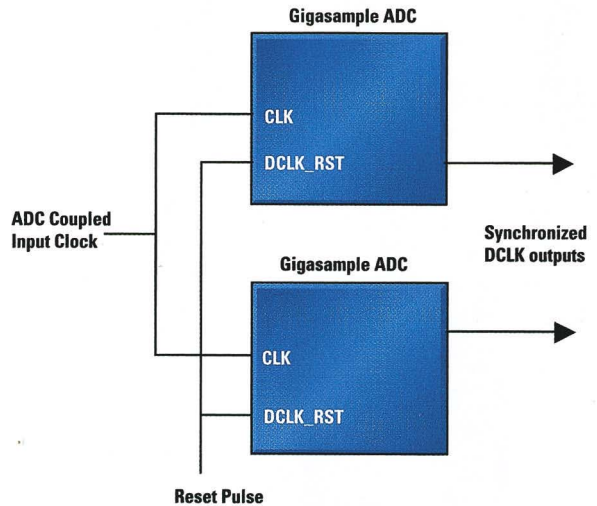 Gigasample ADC
CLK
DCLK_RST
ADC Coupled
Input Clock
Synchronized
DCLK outputs
Gigasample ADC
CLK
DCLK_RST
Reset Pulse